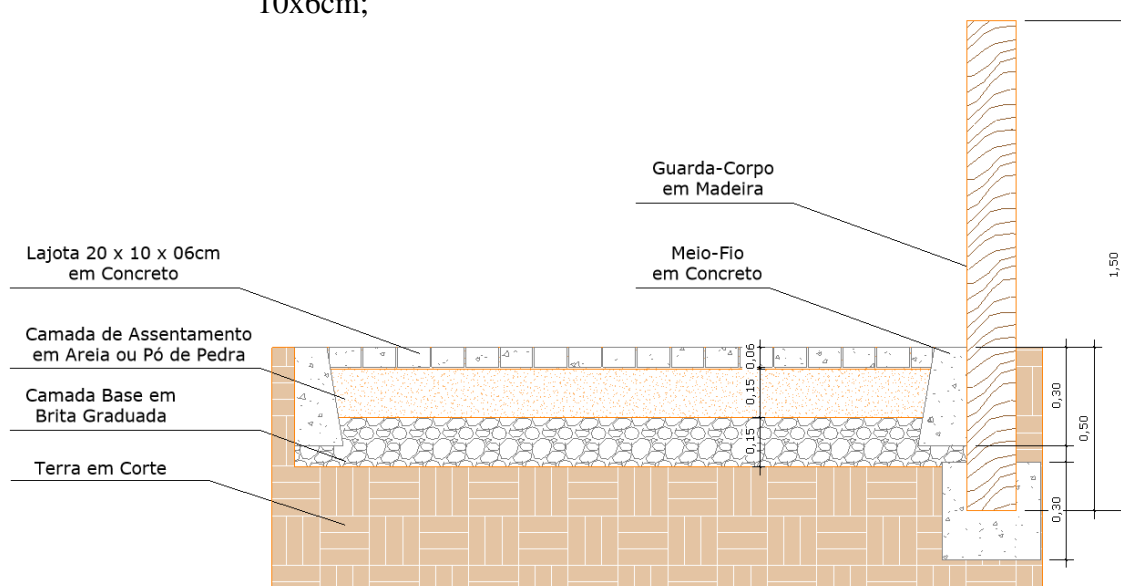 10x6cm;
Guarda-Corpo
em Madeira
Lajota 20 x 10 x 06cm
em Concreto
Meio-Fio
em Concreto
1,50
Camada de Assentamento
em Areia ou Pó de Pedra
0,06
0,15
0,15
0,30
0,50
0,30
Camada Base em
Brita Graduada
Terra em Corte